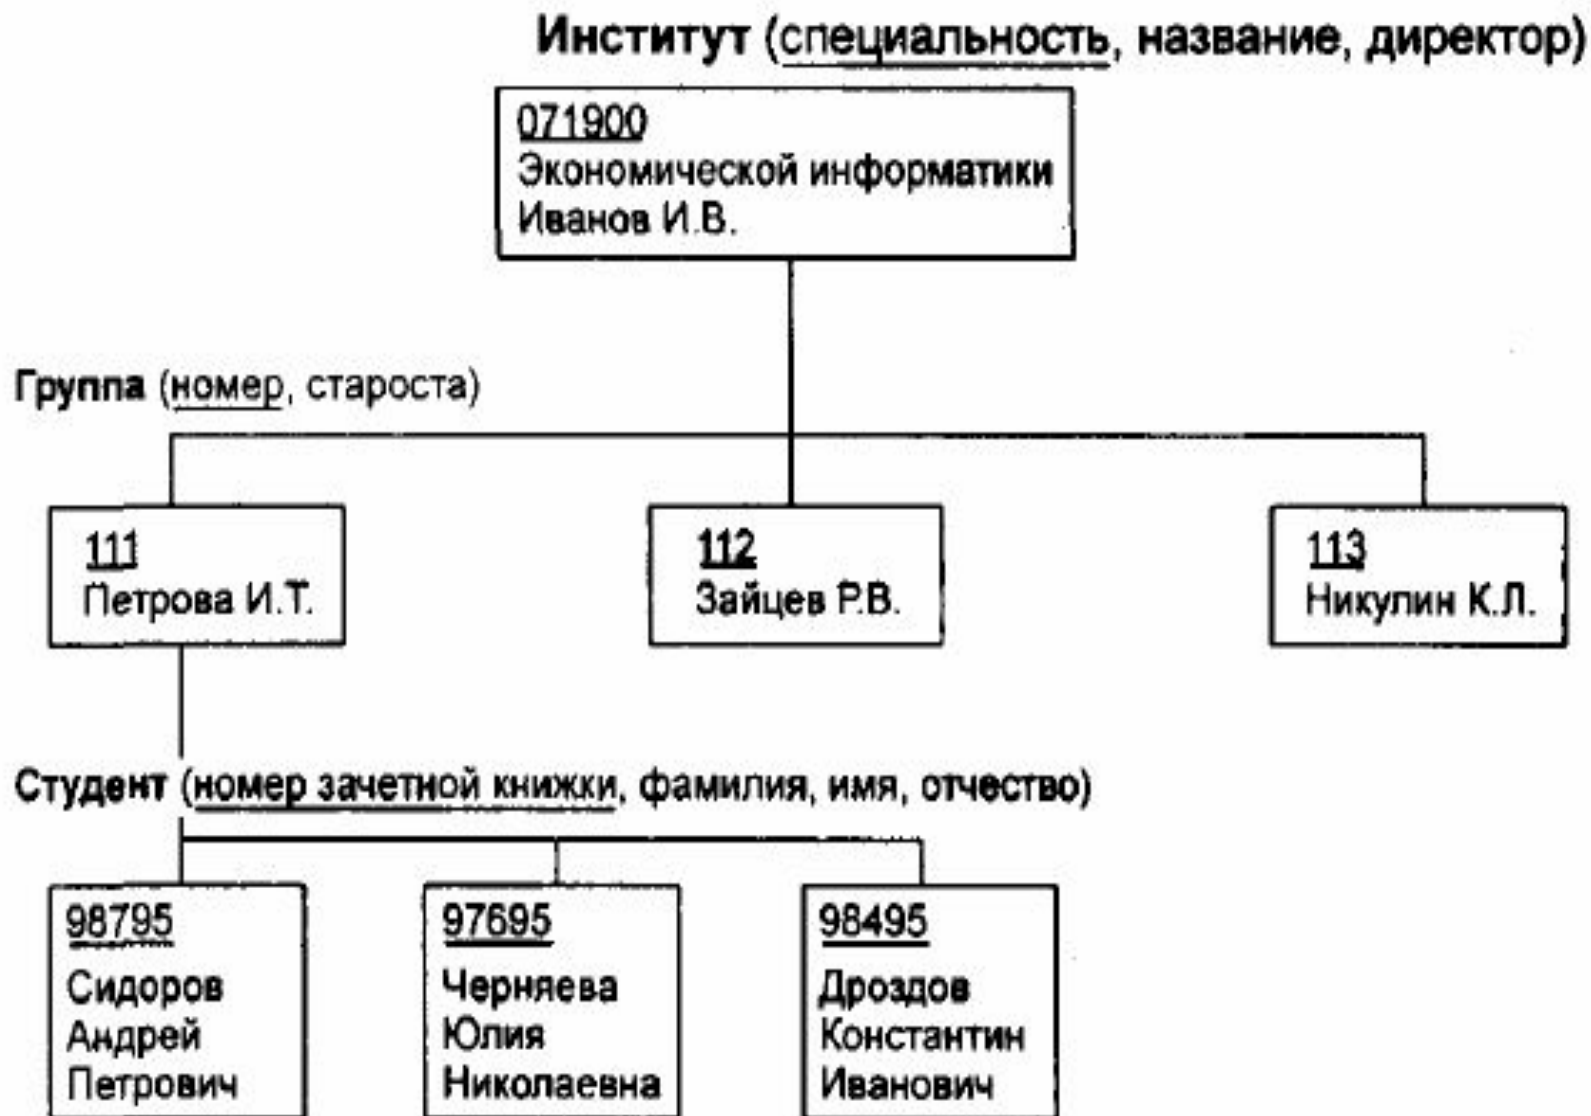 Институт (специальность, название, директор)
071900
Экономической информатики
Иванов И.В.
Группа (номер, староста)
111
Петрова И.Т.
112
Зайцев Р.В.
113
Никулин К.Л.
Студент (номер зачетной книжки, фамилия, имя, отчество)
98795
Сидоров
Андрей
Петрович
97695
Черняева
Юлия
Николаевна
98495
Дроздов
Константин
Иванович